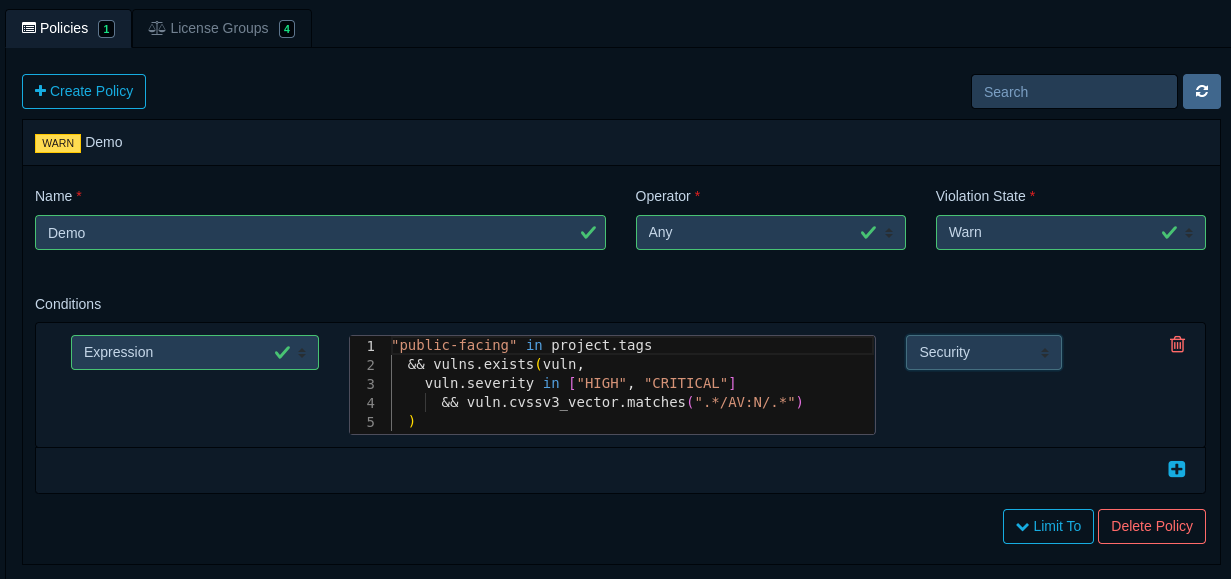 Policies 1 License Groups 4
Create Policy Search
WARN Demo
Name * Operator * Violation State *
Demo Any Warn
Conditions
Expression Security
1 "public-facing" in project.tags
2 && vulns.exists(vuln,
3 vuln.severity in ["HIGH", "CRITICAL"]
4 && vuln.cvssv3_vector.matches(".*/AV:N/.*")
5 )
Limit To Delete Policy